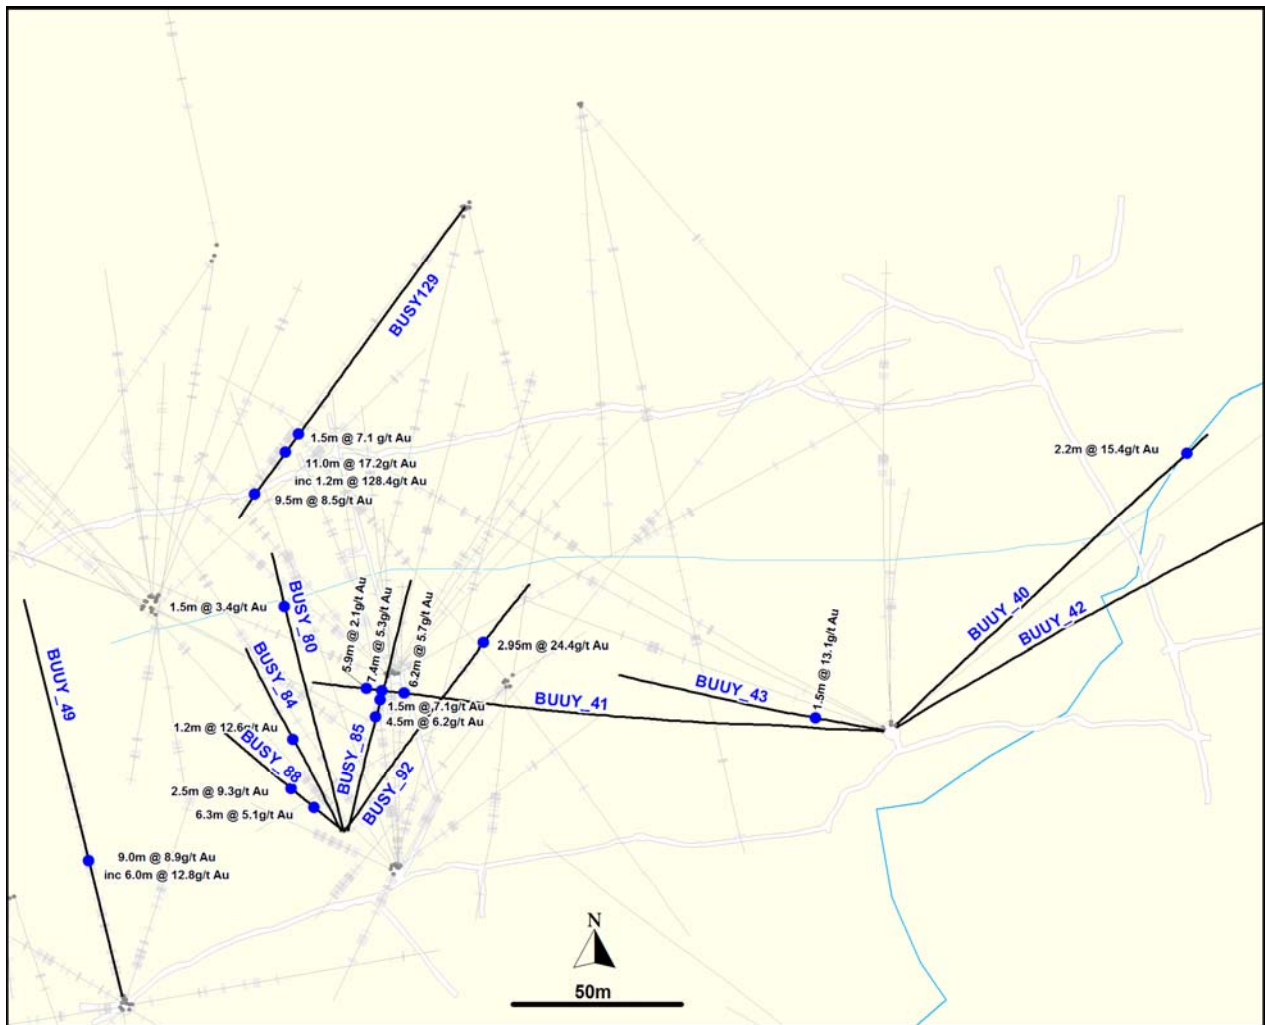 BUSY129
1.5m @ 7.1 g/t Au
11.0m @ 17.2g/t Au
inc 1.2m @ 128.4g/t Au
9.5m @ 8.5g/t Au
2.2m @ 15.4g/t Au
BUSY_80
1.5m @ 3.4g/t Au
5.9m @ 2.1g/t Au
7.4m @ 5.3g/t Au
6.2m @ 5.7g/t Au
BUUY_40
BUUY_42
2.95m @ 24.4g/t Au
1.5m @ 13.1g/t Au
BUUY_49
BUSY_84
BUUY_43
BUUY_41
1.5m @ 7.1g/t Au
4.5m @ 6.2g/t Au
1.2m @ 12.6g/t Au
BUSY_88
BUSY_85
BUSY_92
2.5m @ 9.3g/t Au
6.3m @ 5.1g/t Au
9.0m @ 8.9g/t Au
inc 6.0m @ 12.8g/t Au
N
50m